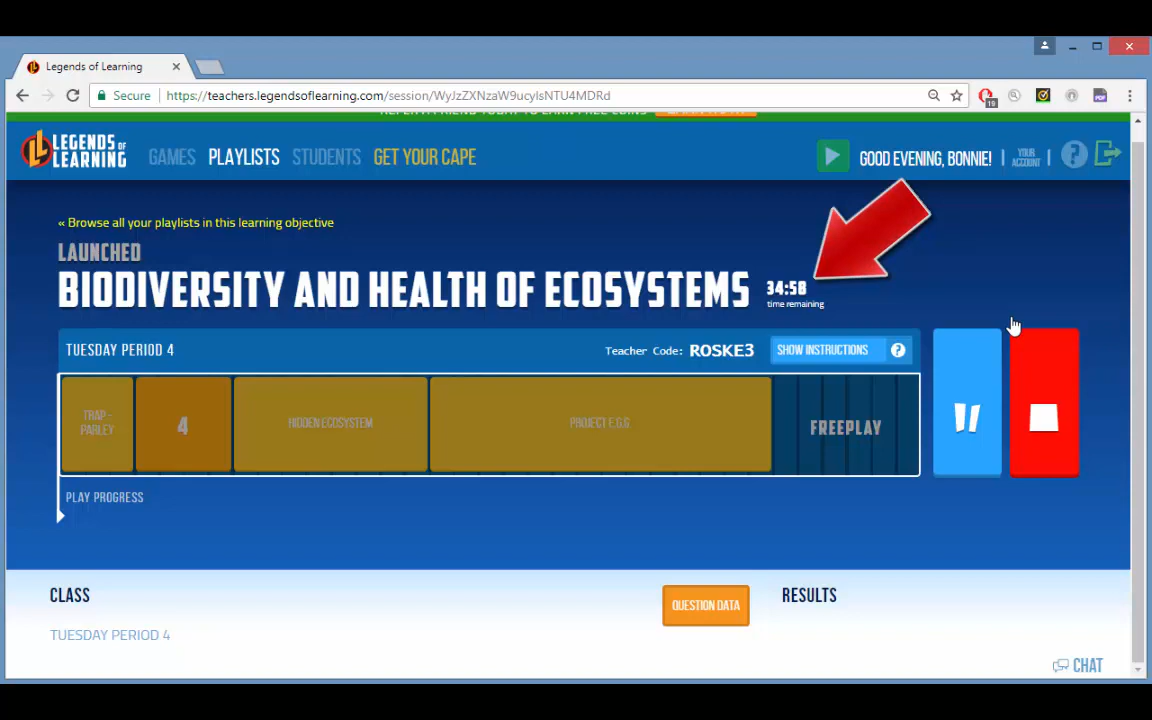 Legends of Learning
19
PDF
Secure
https://teachers.legendsoflearning.com/session/WyJzZXNzaW9ucyIsNTU4MDRd
LEGENDS OF
LEARNING
GAMES
PLAYLISTS
STUDENTS
GET YOUR CAPE
GOOD EVENING, BONNIE!
YOUR
ACCOUNT
?
« Browse all your playlists in this learning objective
LAUNCHED
BIODIVERSITY AND HEALTH OF ECOSYSTEMS
34:58
time remaining
TUESDAY PERIOD 4
Teacher Code: ROSKE3
SHOW INSTRUCTIONS ?
TRAP-
PARLEY
4
HIDDEN ECOSYSTEM
PROJECT E.G.G
FREEPLAY
PLAY PROGRESS
CLASS
QUESTION DATA
RESULTS
TUESDAY PERIOD 4
CHAT